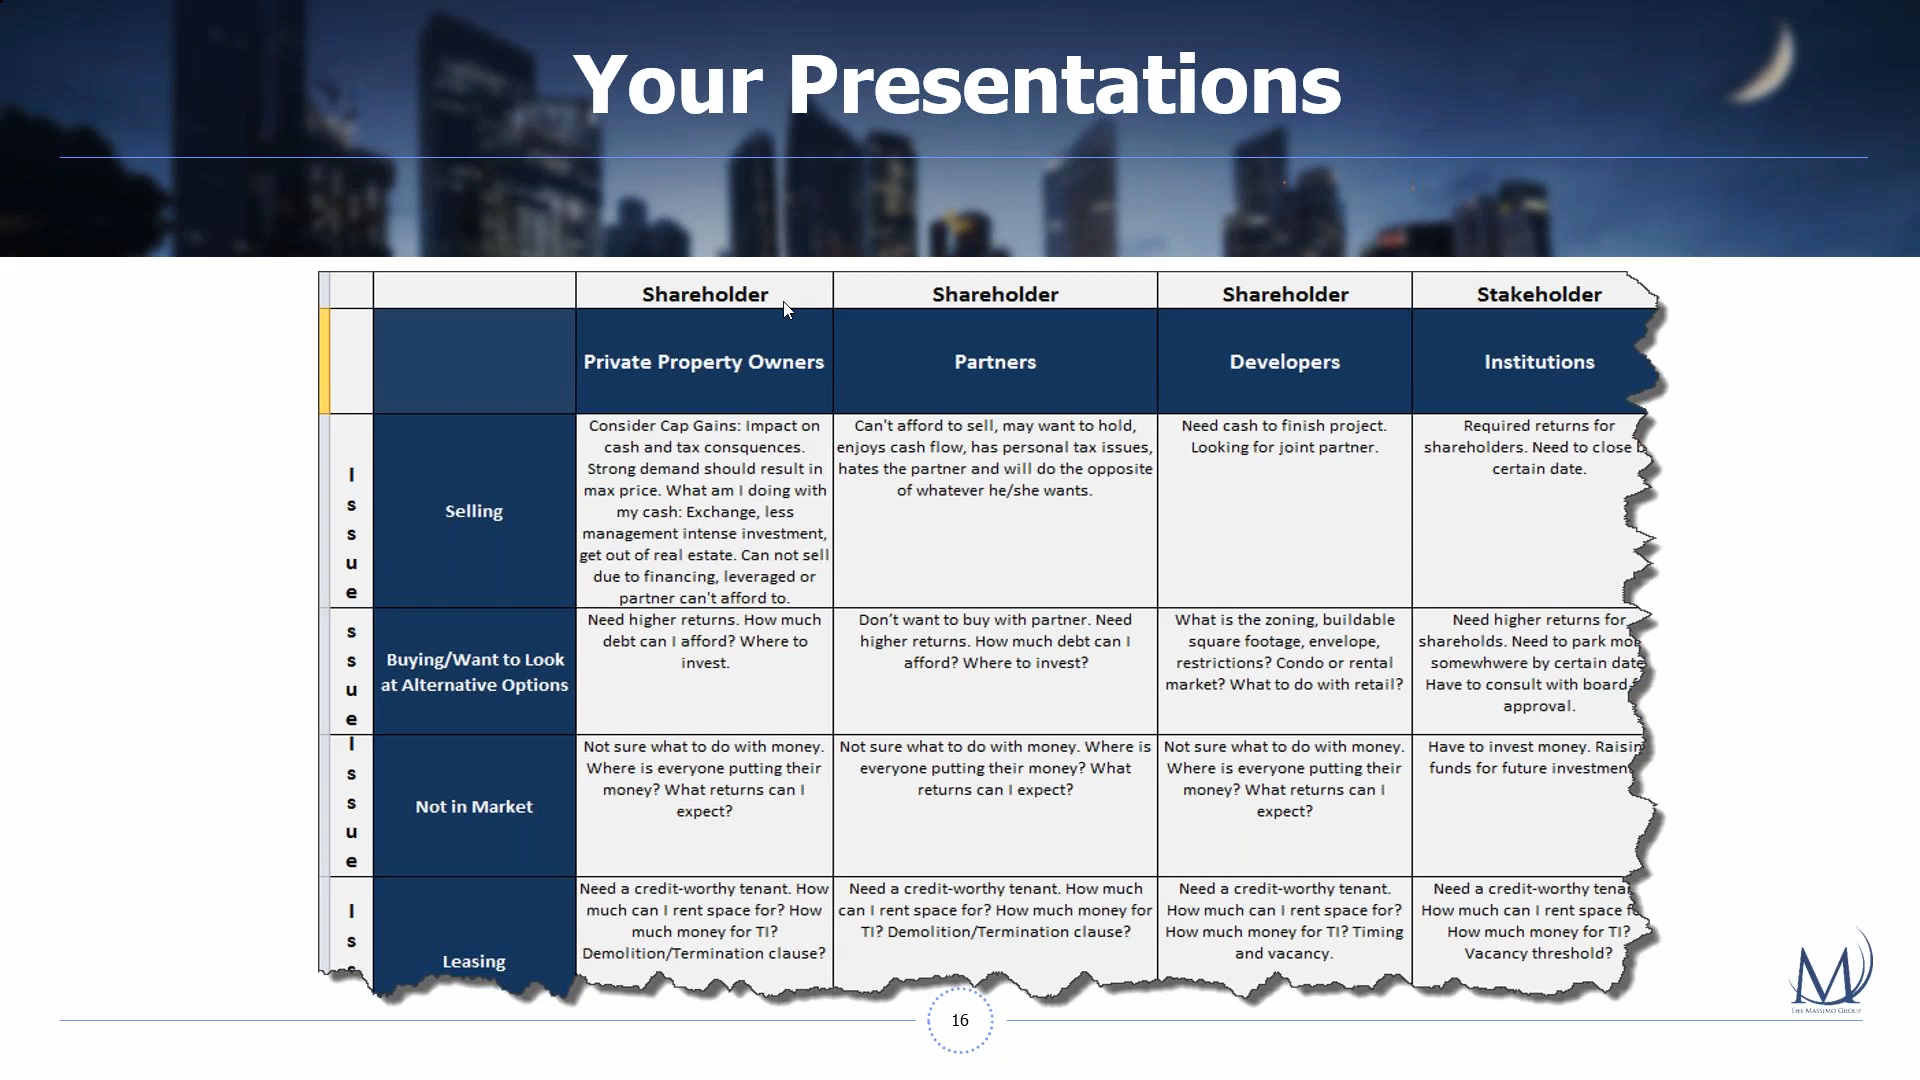 Your Presentations
Shareholder
Shareholder
Shareholder
Stakeholder
Private Property Owners
Partners
Developers
Institutions
I
s
s
u
e
Selling
Consider Cap Gains: Impact on
cash and tax consquences.
Strong demand should result in
max price. What am I doing with
my cash: Exchange, less
management intense investment,
get out of real estate. Can not sell
due to financing, leveraged or
partner can't afford to.
Can't afford to sell, may want to hold,
enjoys cash flow, has personal tax issues,
hates the partner and will do the opposite
of whatever he/she wants.
Need cash to finish project.
Looking for joint partner.
Required returns for
shareholders. Need to close
certain date.
s
s
u
e
Buying/Want to Look
at Alternative Options
Need higher returns. How much
debt can I afford? Where to
invest.
Don't want to buy with partner. Need
higher returns. How much debt can I
afford? Where to invest?
What is the zoning, buildable
square footage, envelope,
restrictions? Condo or rental
market? What to do with retail?
Need higher returns for
shareholds. Need to park
somewhwere by certain date
Have to consult with board
approval.
I
s
s
u
e
Not in Market
Not sure what to do with money.
Where is everyone putting their
money? What returns can I
expect?
Not sure what to do with money. Where is
everyone putting their money? What
returns can I expect?
Not sure what to do with money.
Where is everyone putting their
money? What returns can I
expect?
Have to invest money.
funds for future
I
s
Leasing
Need a credit-worthy tenant. How
much can I rent space for? How
much money for TI?
Demolition/Termination clause?
Need a credit-worthy tenant. How much
can I rent space for? How much money for
TI? Demolition/Termination clause?
Need a credit-worthy tenant.
How much can I rent space for?
How much money for TI? Timing
and vacancy.
Need a credit-worthy
How much can I rent space
How much money for TI?
Vacancy threshold?
16
M
THE MASSIMO GROUP